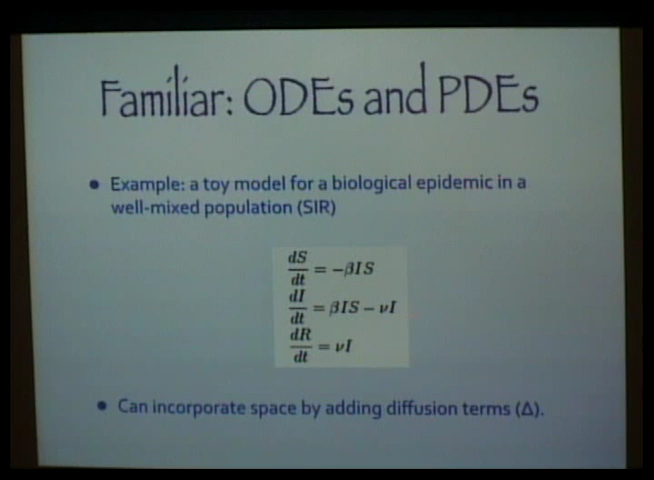 Familiar: ODEs and PDEs
• Example: a toy model for a biological epidemic in a
well-mixed population (SIR)
dS/dt = −βIS
dI/dt = βIS − νI
dR/dt = νI
• Can incorporate space by adding diffusion terms (Δ).